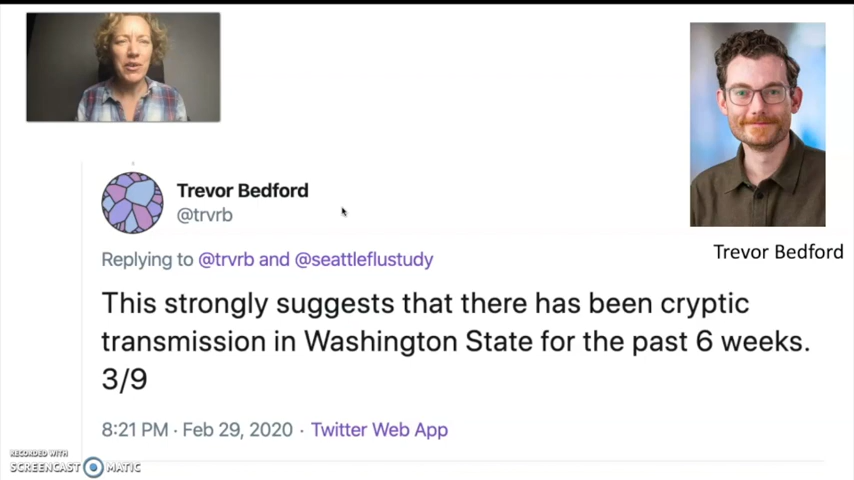 Trevor Bedford
Trevor Bedford
@trvrb
Replying to @trvrb and @seattleflustudy
This strongly suggests that there has been cryptic
transmission in Washington State for the past 6 weeks.
3/9
8:21 PM · Feb 29, 2020 · Twitter Web App
RECORDED WITH
SCREENCAST MATIC